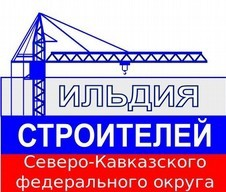 ИЛЬДИЯ
СТРОИТЕЛЕЙ
Северо-Кавказского
федерального округа